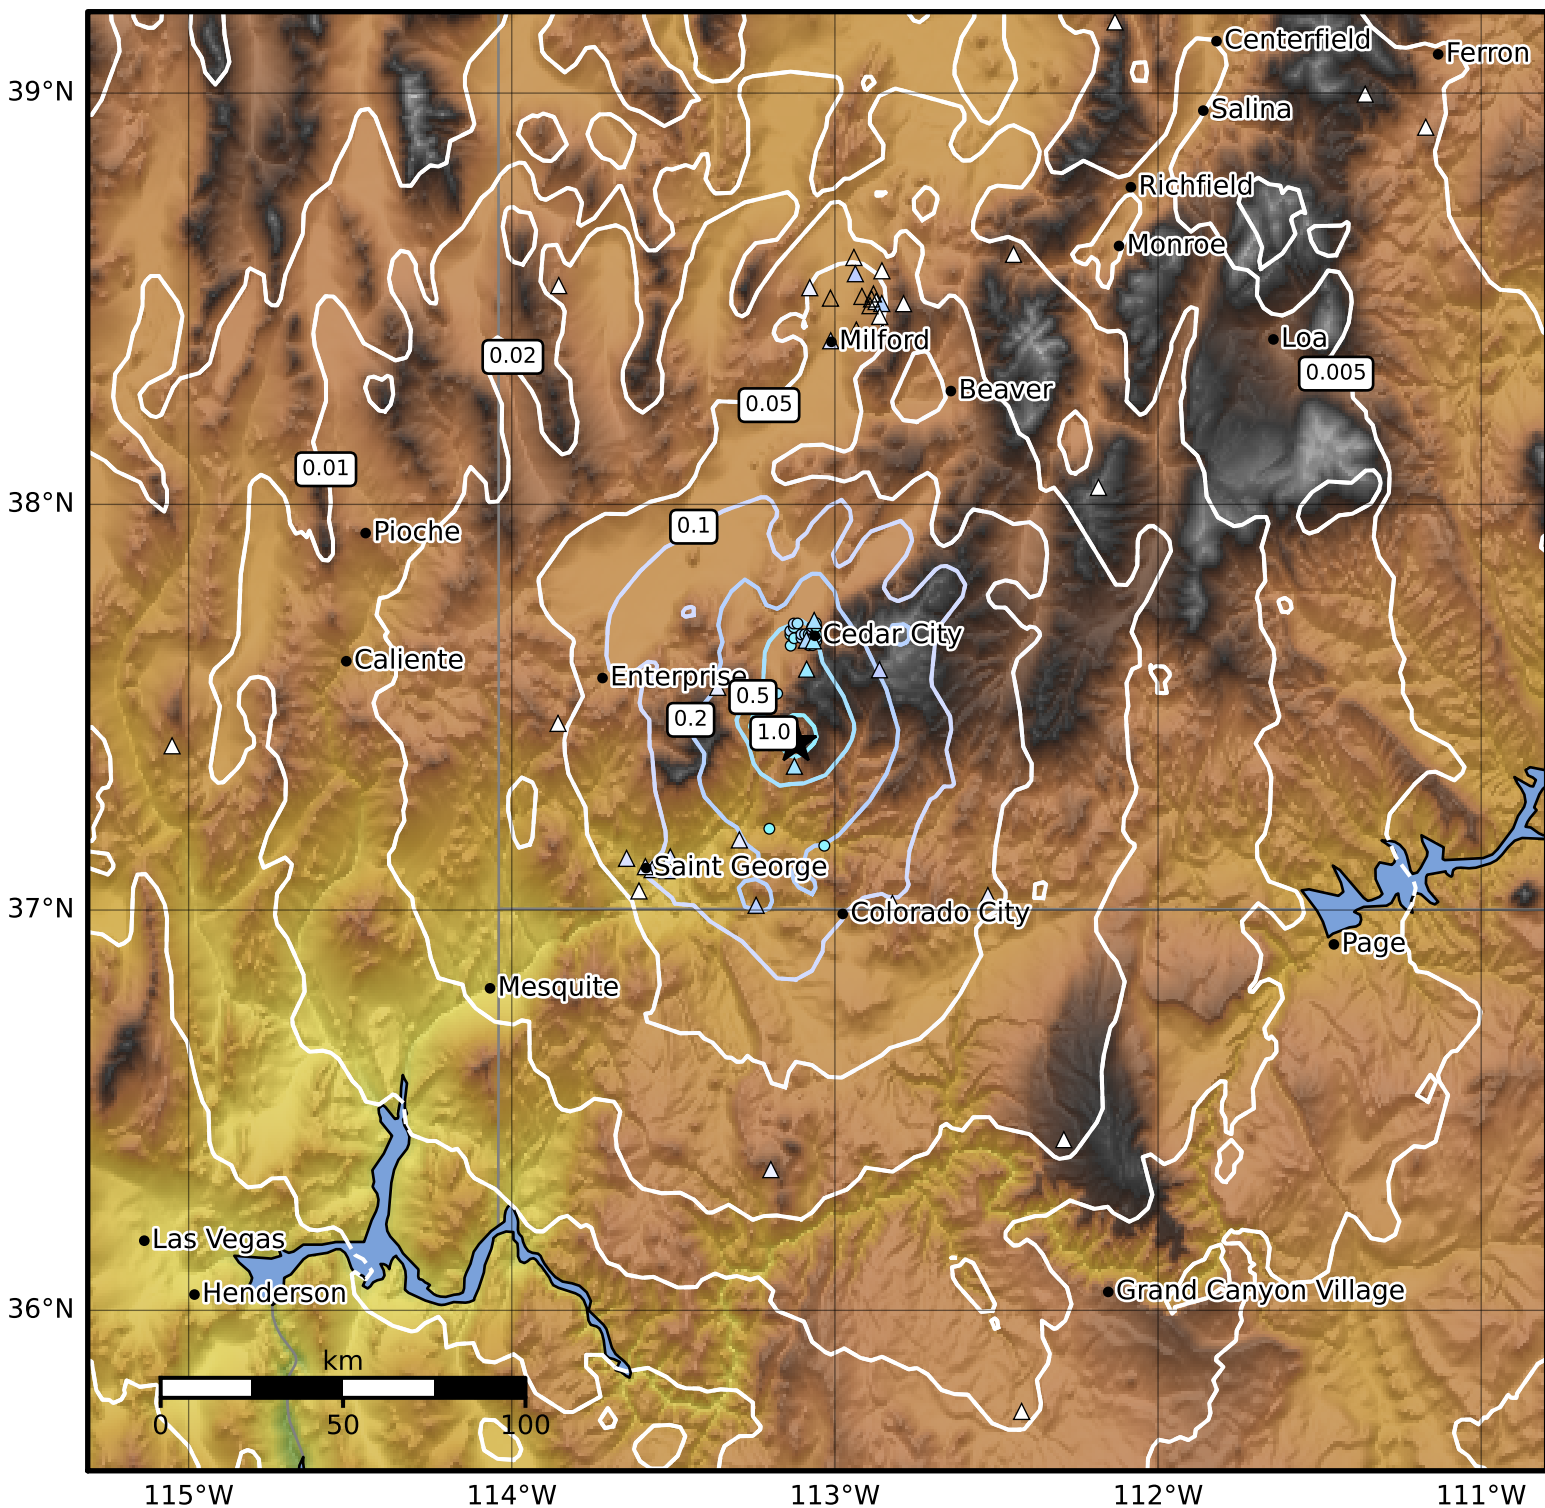 Centerfield
Ferron
39°N
Salina
Richfield
Monroe
Milford
Loa
0.02
0.005
Beaver
0.05
0.01
38°N
0.1
Pioche
Cedar City
Caliente
Enterprise
0.5
0.2
1.0
Saint George
37°N
Colorado City
Page
Mesquite
Las Vegas
Henderson
Grand Canyon Village
36°N
km
0 50 100
115°W 114°W 113°W 112°W 111°W